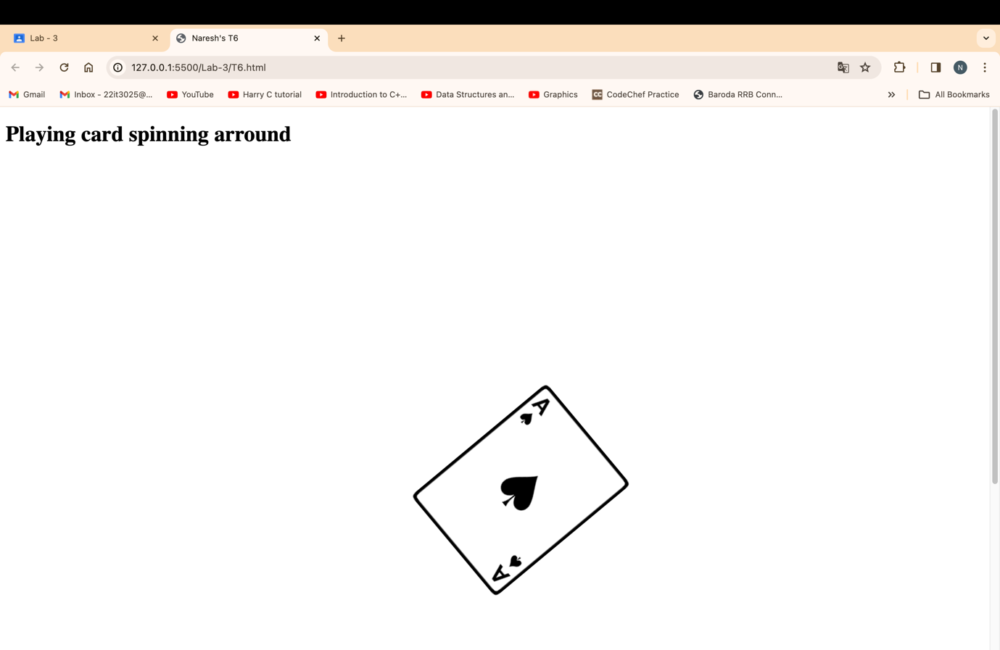 Lab - 3
Naresh's T6
127.0.0.1:5500/Lab-3/T6.html
N
Gmail
Inbox - 22it3025@...
YouTube
Harry C tutorial
Introduction to C+...
Data Structures an...
Graphics
CC
CodeChef Practice
Baroda RRB Conn...
All Bookmarks
Playing card spinning arround
A
A